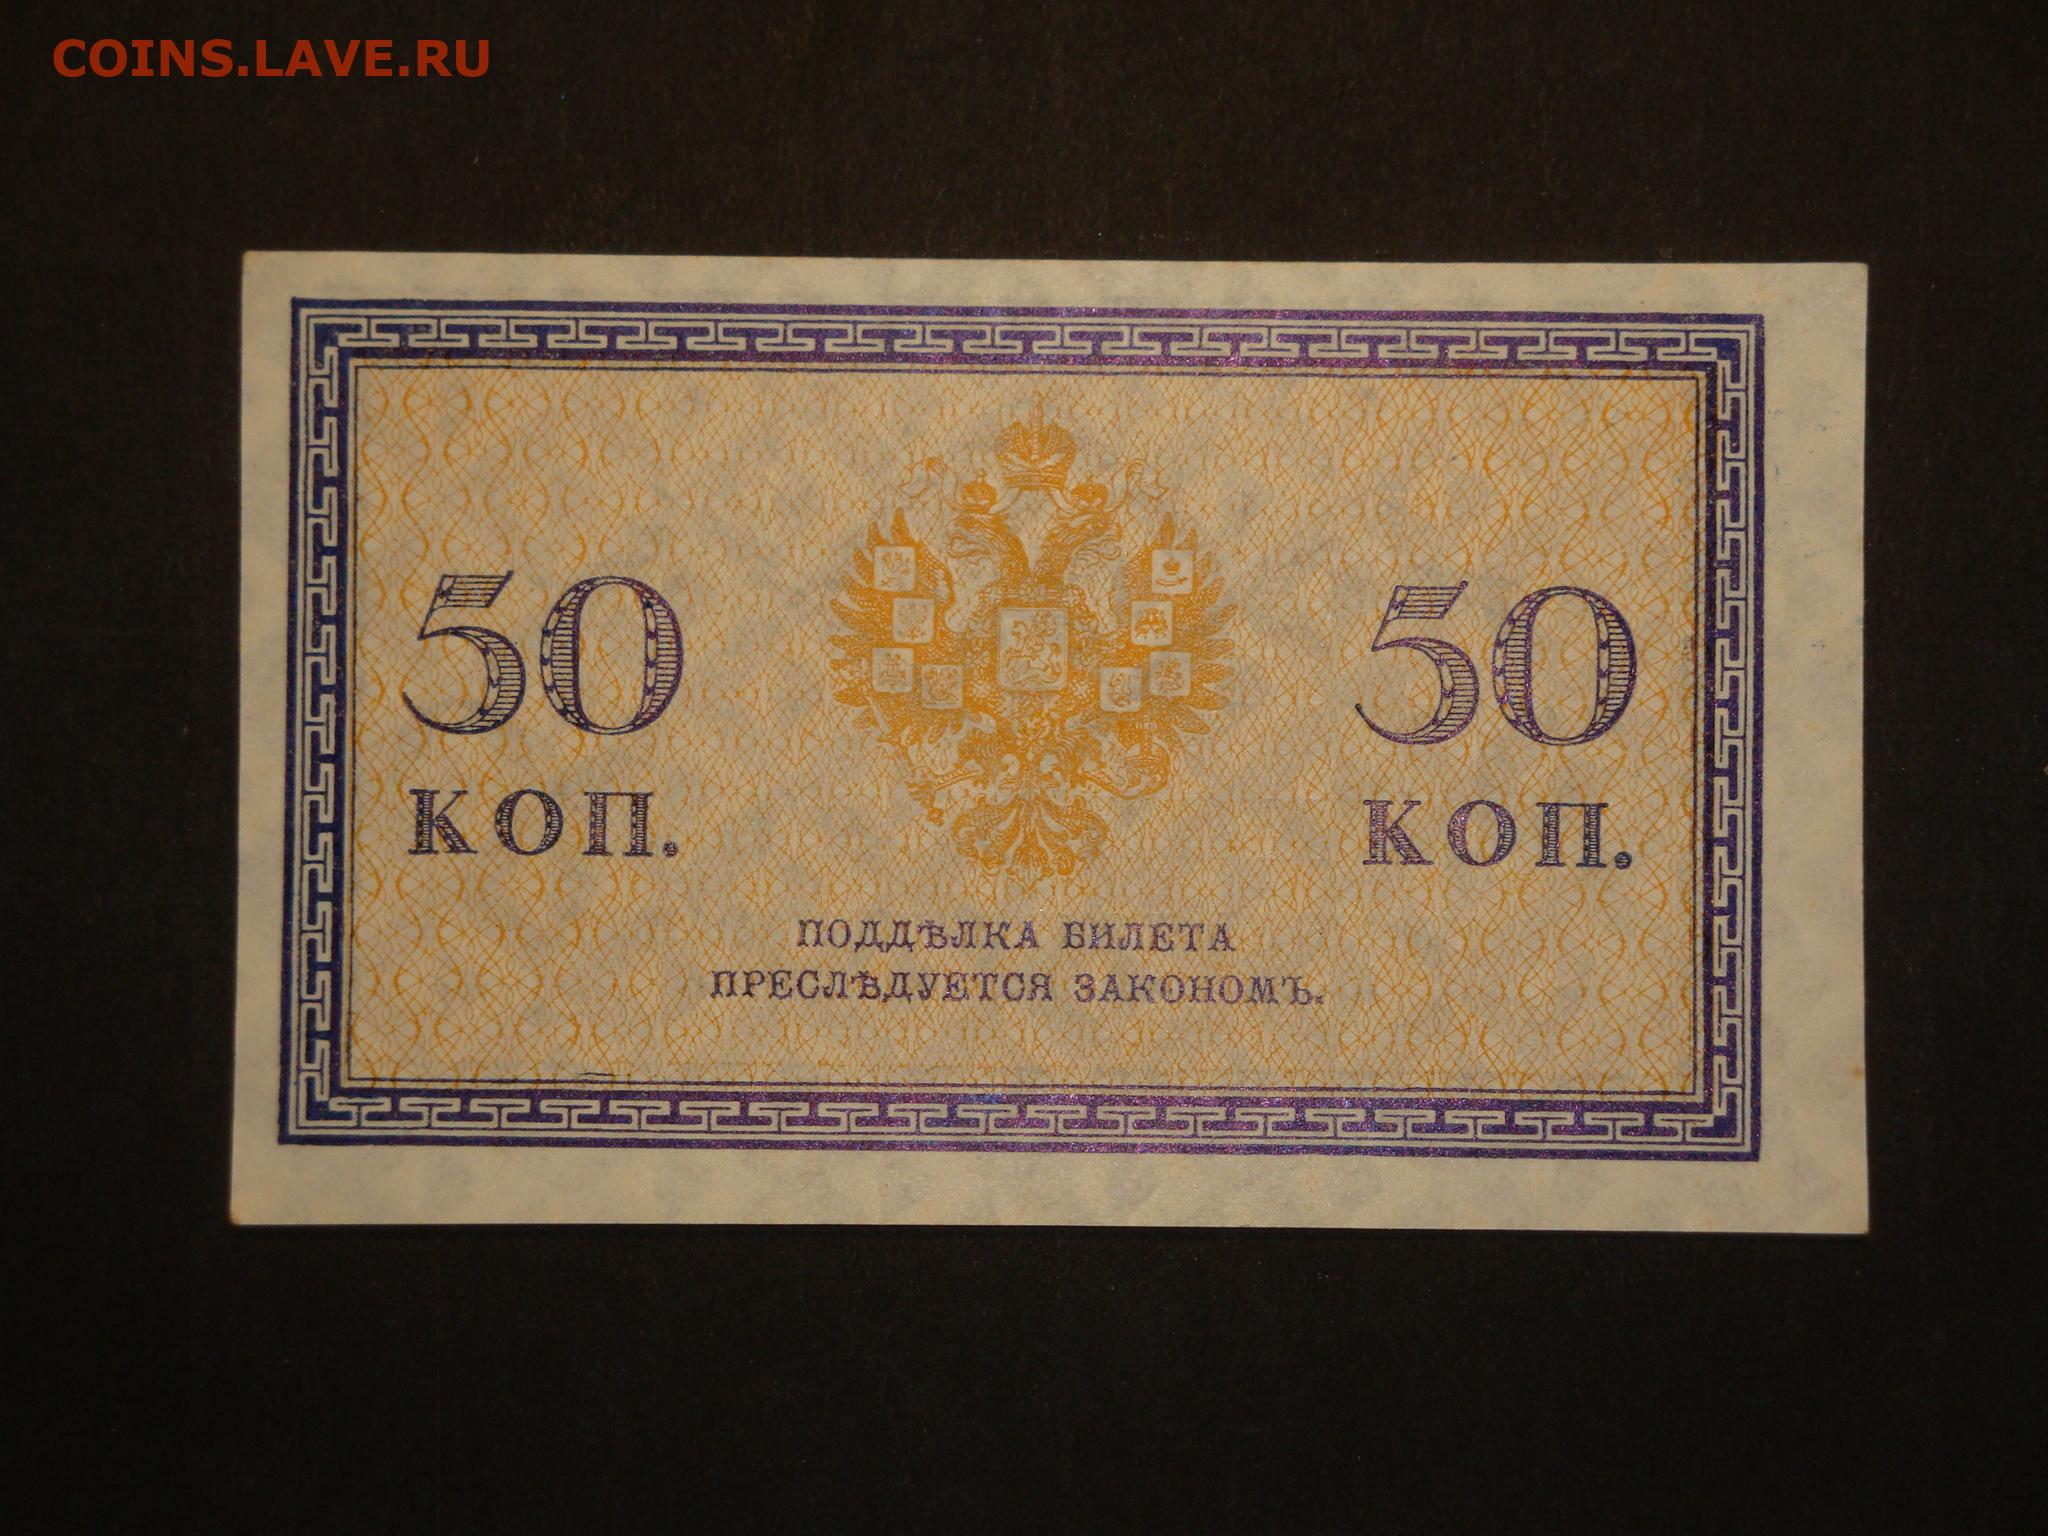 COINS.LAVE.RU
50 50
КОП. КОП.
ПОДДѢЛКА БИЛЕТА
ПРЕСЛѢДУЕТСЯ ЗАКОНОМЪ.